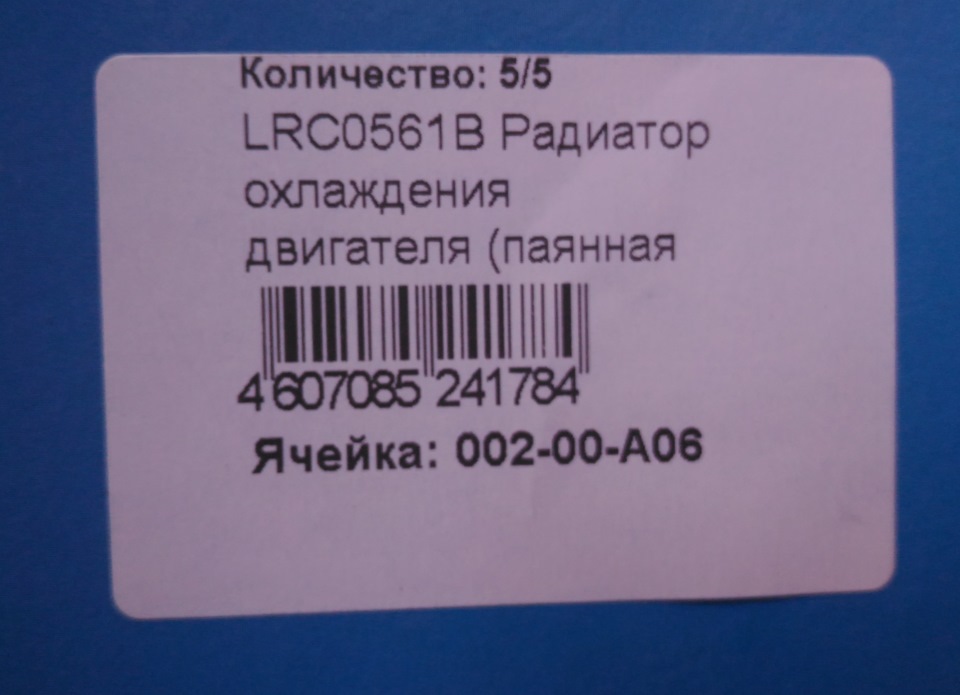 Количество: 5/5
LRC0561B Радиатор
охлаждения
двигателя (паянная
4 607085 241784
Ячейка: 002-00-A06